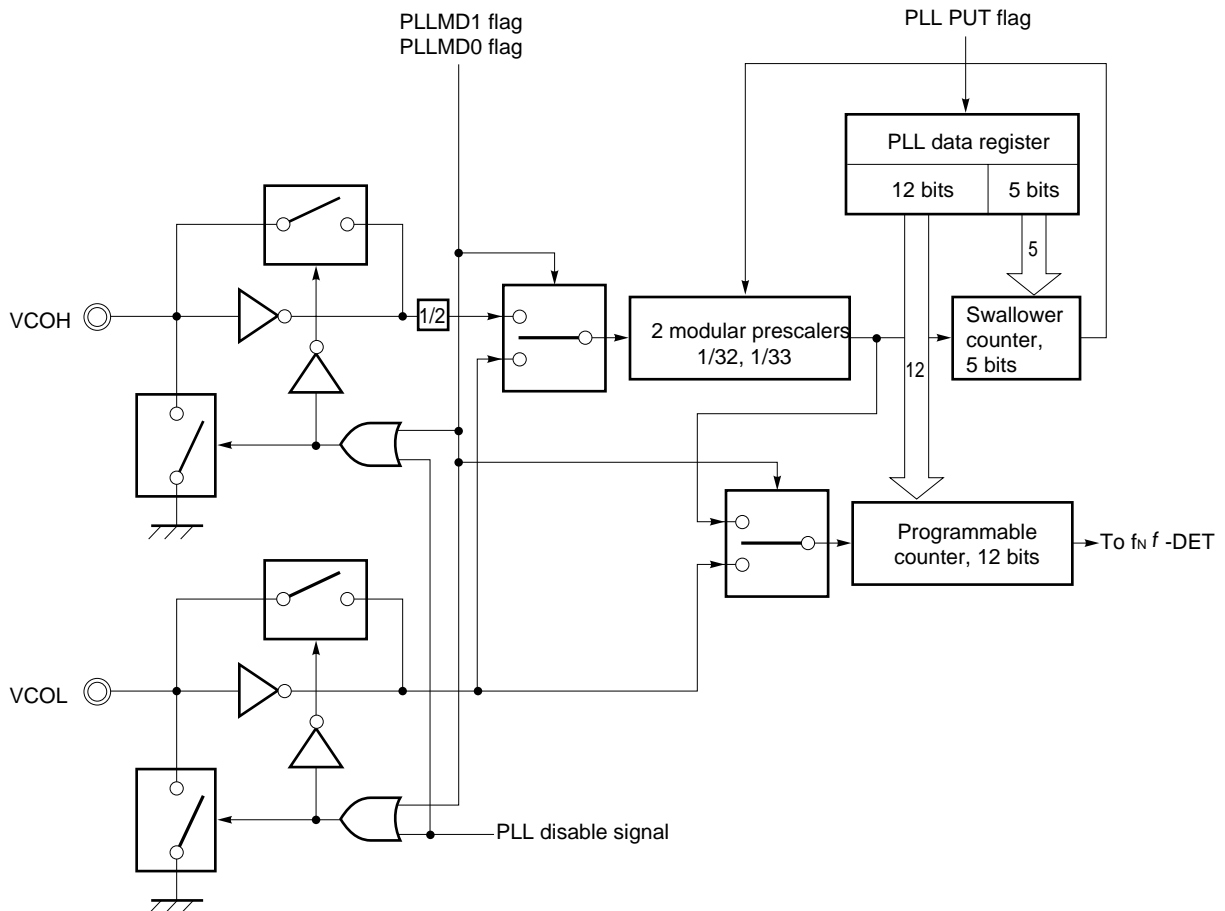 PLLMD1 flag
PLLMD0 flag
PLL PUT flag
PLL data register
12 bits
5 bits
5
VCOH
1/2
2 modular prescalers
1/32, 1/33
Swallower
counter,
5 bits
12
Programmable
counter, 12 bits
To fN f -DET
VCOL
PLL disable signal